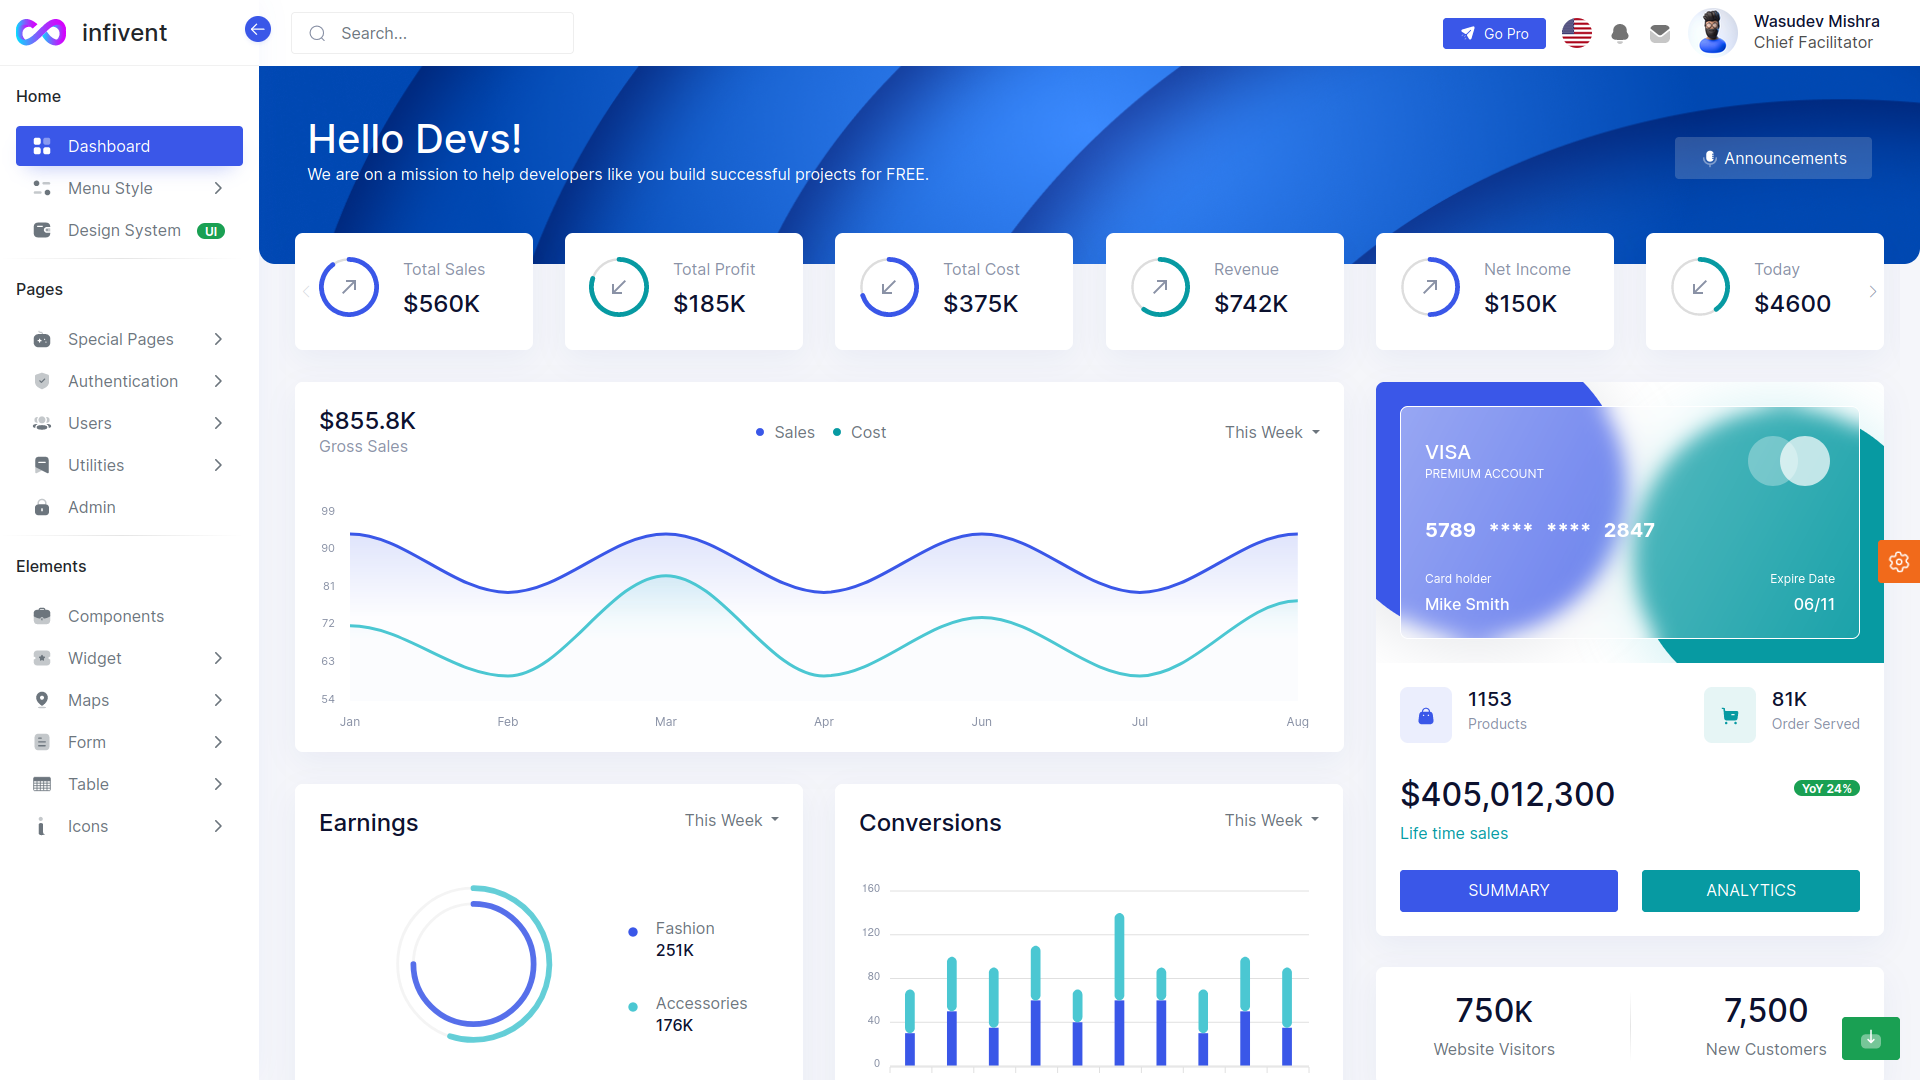 infivent
Search...
Go Pro
Wasudev Mishra
Chief Facilitator
Home
Dashboard
Menu Style
Design System UI
Pages
Special Pages
Authentication
Users
Utilities
Admin
Elements
Components
Widget
Maps
Form
Table
Icons
Hello Devs!
We are on a mission to help developers like you build successful projects for FREE.
Announcements
Total Sales
$560K
Total Profit
$185K
Total Cost
$375K
Revenue
$742K
Net Income
$150K
Today
$4600
$855.8K
Gross Sales
Sales Cost
This Week
99
90
81
72
63
54
Jan Feb Mar Apr Jun Jul Aug
VISA
PREMIUM ACCOUNT
5789 **** **** 2847
Card holder
Mike Smith
Expire Date
06/11
1153
Products
81K
Order Served
$405,012,300
YoY 24%
Life time sales
SUMMARY
ANALYTICS
Earnings
This Week
Fashion
251K
Accessories
176K
Conversions
This Week
160
120
80
40
0
750K
Website Visitors
7,500
New Customers